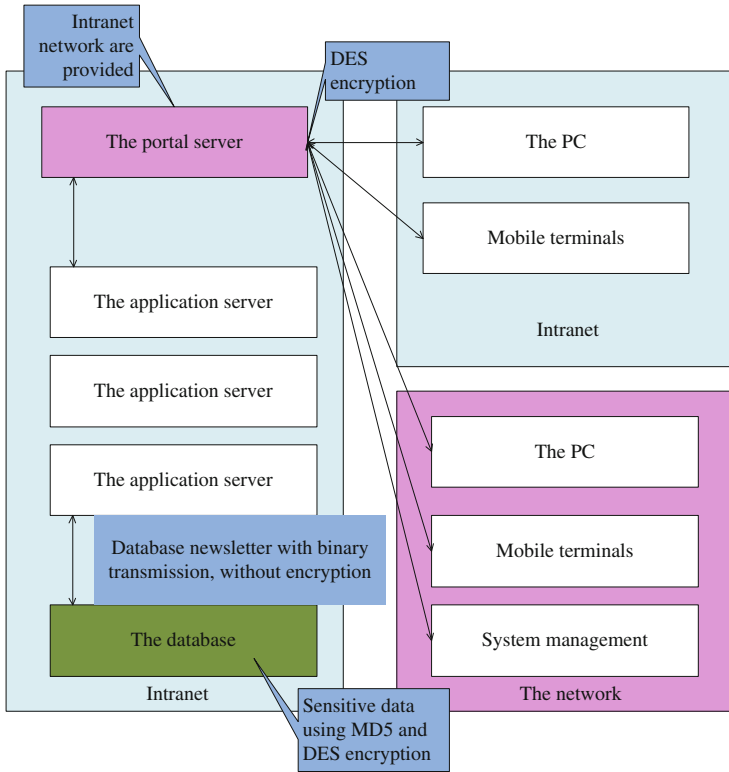 Intranet
network are
provided
DES
encryption
The portal server
The PC
Mobile terminals
The application server
Intranet
The application server
The application server
The PC
Database newsletter with binary
transmission, without encryption
Mobile terminals
The database
System management
Intranet
The network
Sensitive data
using MD5 and
DES encryption